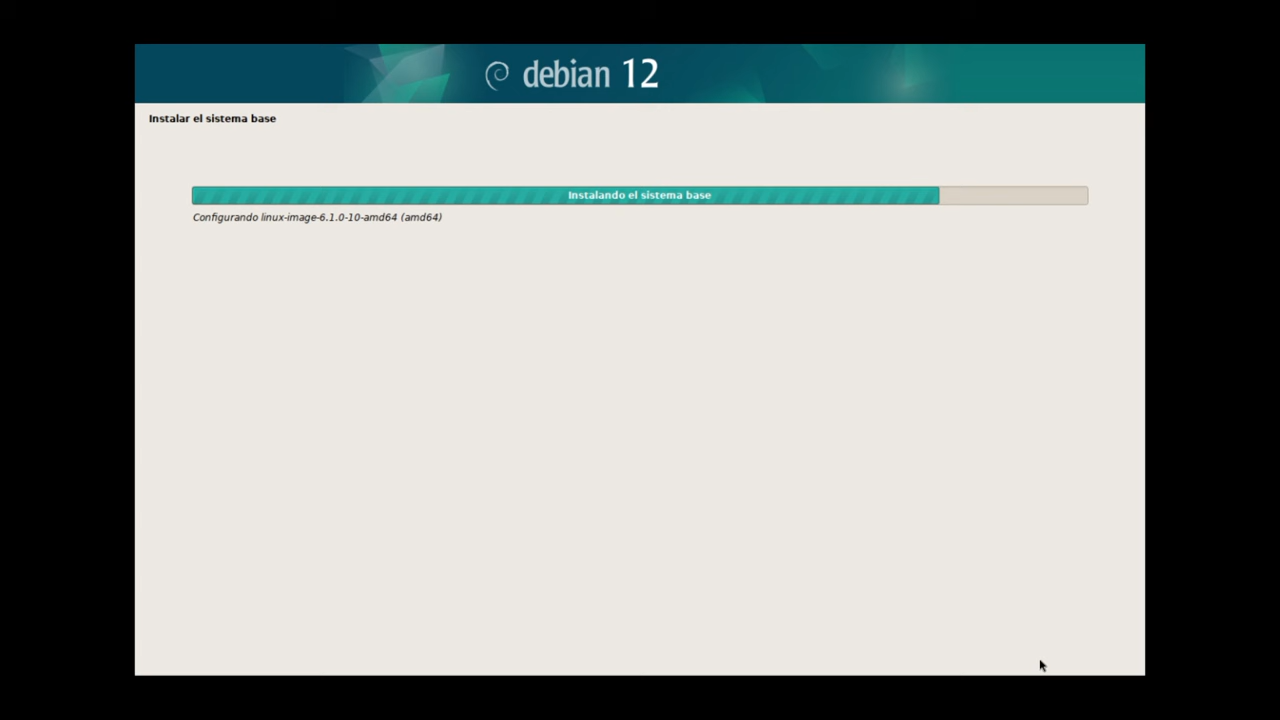 debian 12
Instalar el sistema base
Instalando el sistema base
Configurando linux-image-6.1.0-10-amd64 (amd64)